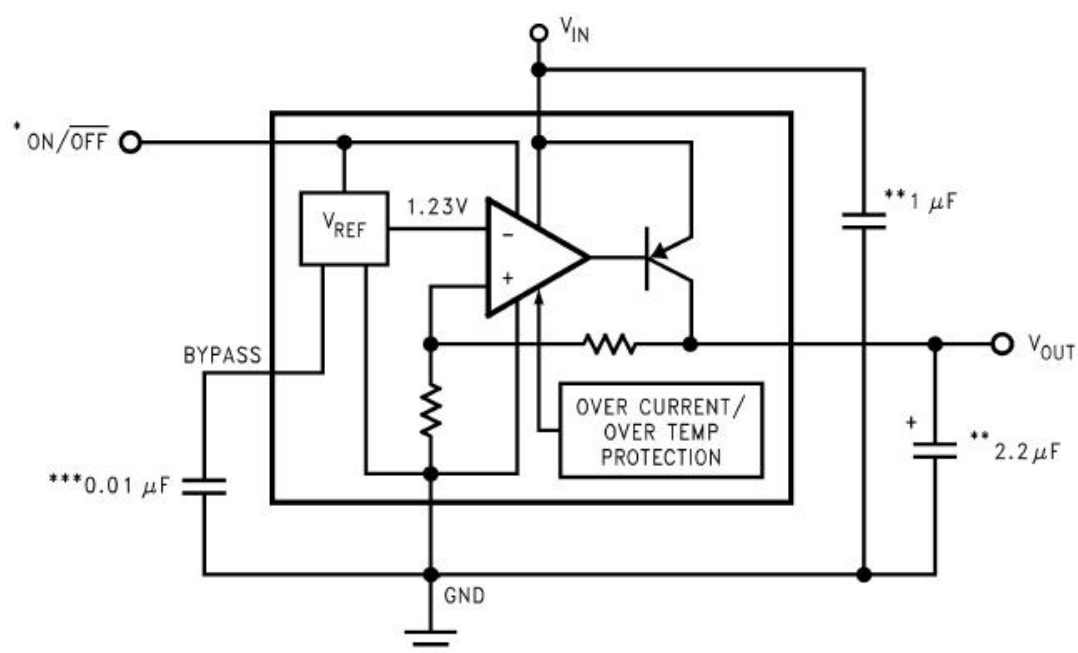 V_IN
*ON/O̅F̅F̅
**1 μF
1.23V
V_REF
−
+
BYPASS
V_OUT
OVER CURRENT/
OVER TEMP
PROTECTION
+
**2.2μF
***0.01 μF
GND